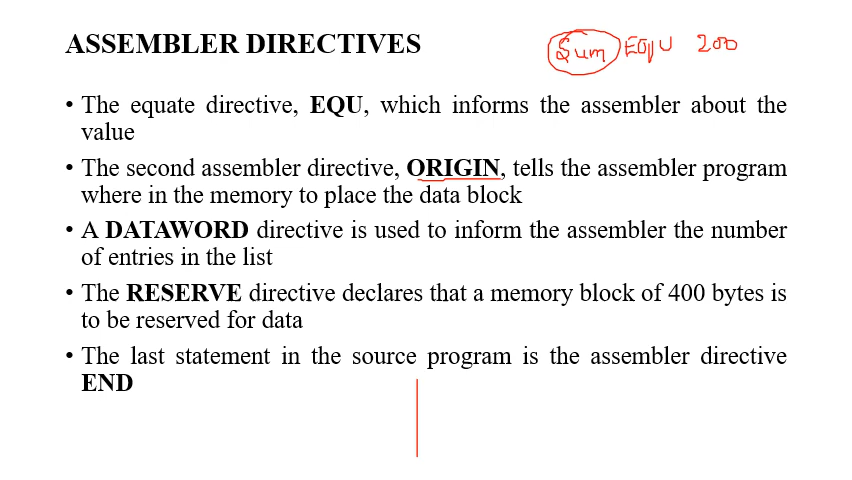 ASSEMBLER DIRECTIVES
Sum EQU 200
• The equate directive, EQU, which informs the assembler about the
value
• The second assembler directive, ORIGIN, tells the assembler program
where in the memory to place the data block
• A DATAWORD directive is used to inform the assembler the number
of entries in the list
• The RESERVE directive declares that a memory block of 400 bytes is
to be reserved for data
• The last statement in the source program is the assembler directive
END